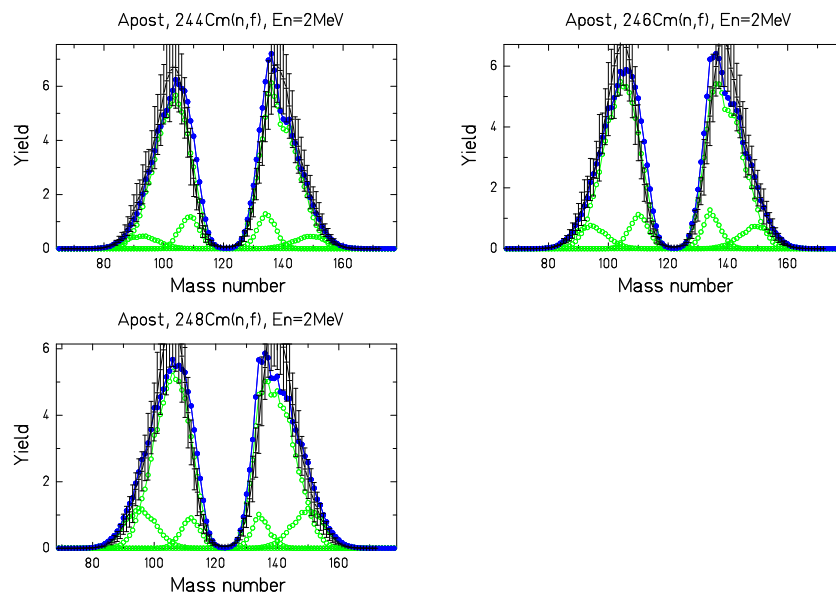 Apost, 244Cm(n,f), En=2MeV
Yield
6
4
2
0
80 100 120 140 160
Mass number
Apost, 246Cm(n,f), En=2MeV
Yield
6
4
2
0
80 100 120 140 160
Mass number
Apost, 248Cm(n,f), En=2MeV
Yield
6
4
2
0
80 100 120 140 160
Mass number